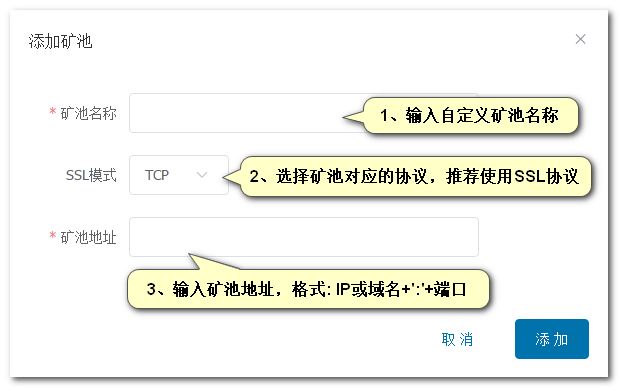 添加矿池
* 矿池名称
1、输入自定义矿池名称
SSL模式 TCP
2、选择矿池对应的协议，推荐使用SSL协议
* 矿池地址
3、输入矿池地址，格式: IP或域名+':'+端口
取 消 添 加